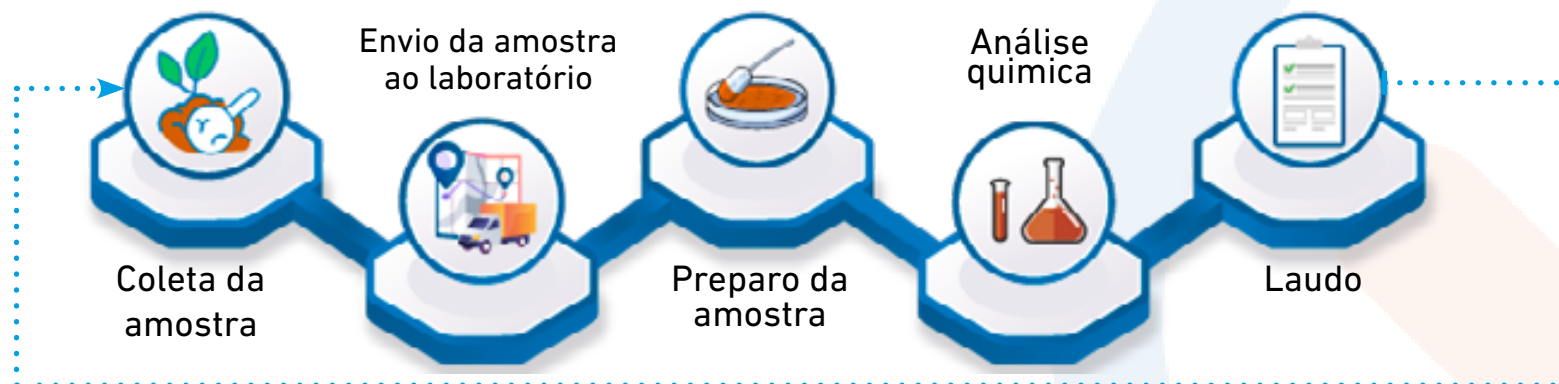 Coleta da
amostra
Envio da amostra
ao laboratório
Preparo da
amostra
Análise
quimica
Laudo